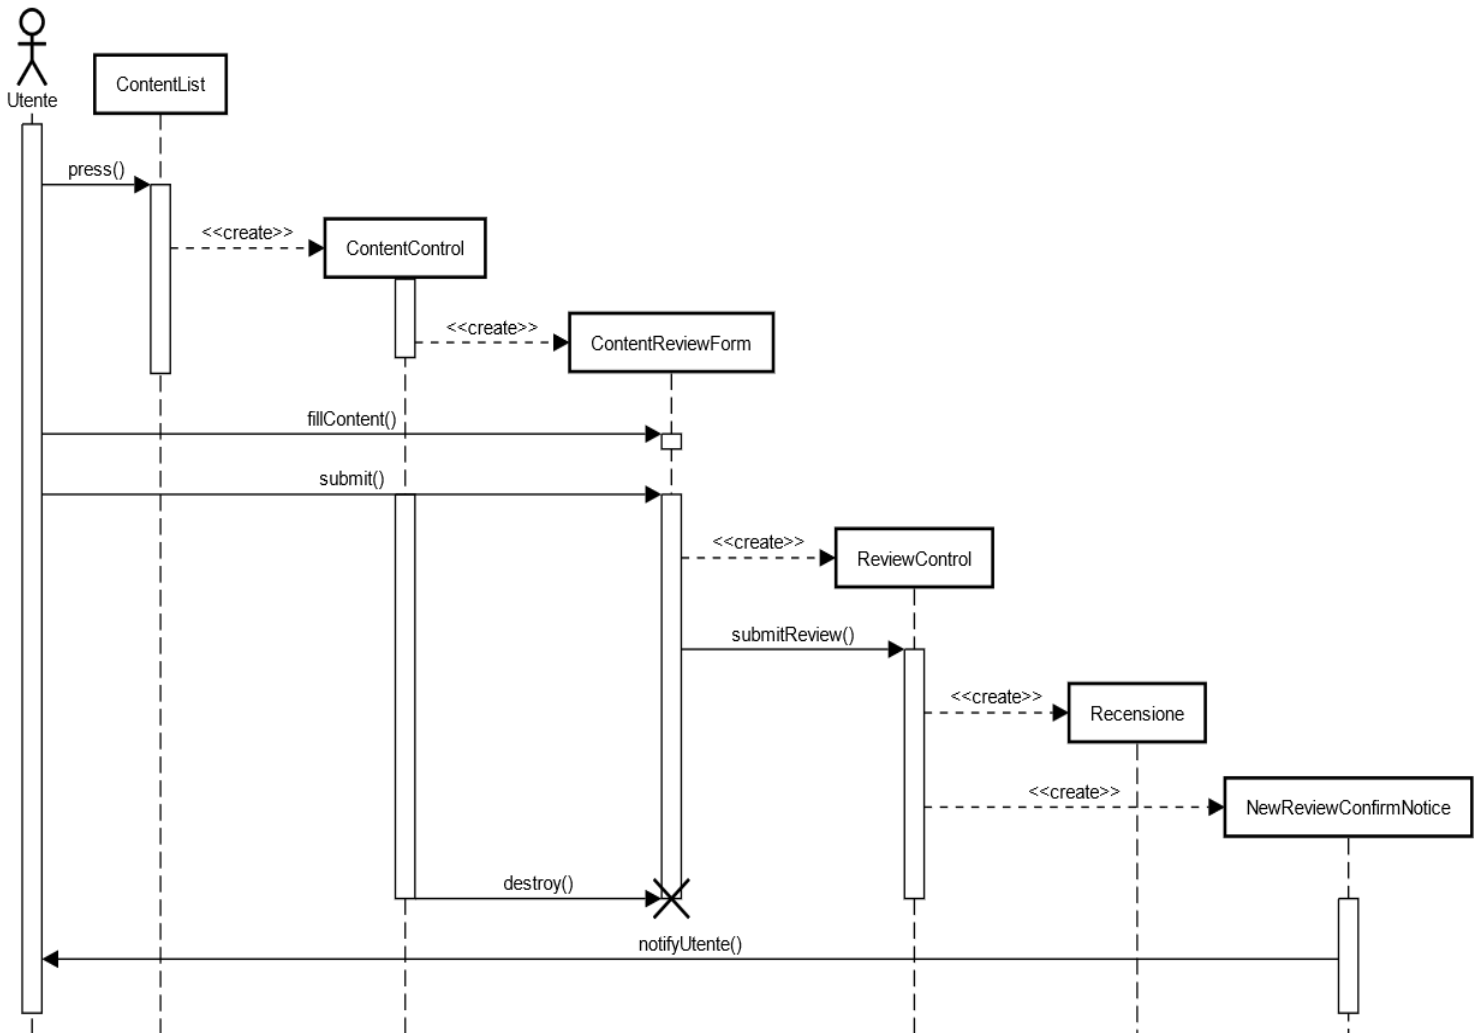 Utente
ContentList
press()
<<create>>
ContentControl
<<create>>
ContentReviewForm
fillContent()
submit()
<<create>>
ReviewControl
submitReview()
<<create>>
Recensione
<<create>>
NewReviewConfirmNotice
destroy()
notifyUtente()